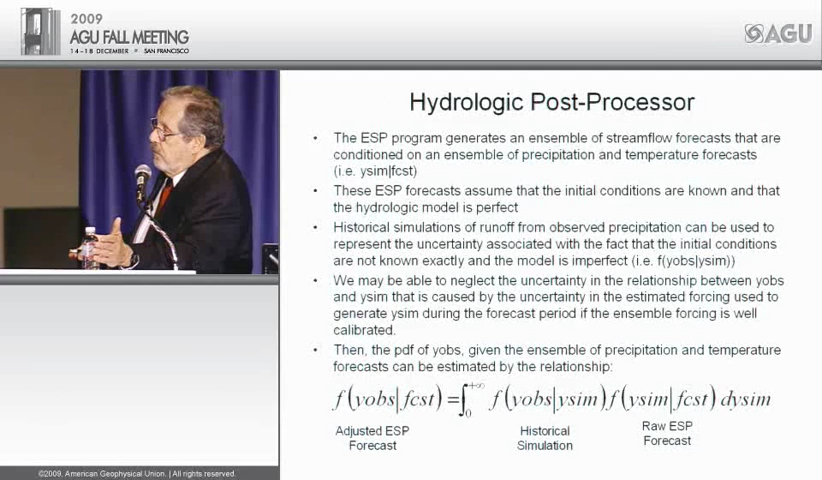 2009
AGU FALL MEETING
14-18 DECEMBER • SAN FRANCISCO
AGU
Hydrologic Post-Processor
• The ESP program generates an ensemble of streamflow forecasts that are
conditioned on an ensemble of precipitation and temperature forecasts
(i.e. ysim|fcst)
• These ESP forecasts assume that the initial conditions are known and that
the hydrologic model is perfect
• Historical simulations of runoff from observed precipitation can be used to
represent the uncertainty associated with the fact that the initial conditions
are not known exactly and the model is imperfect (i.e. f(yobs|ysim))
• We may be able to neglect the uncertainty in the relationship between yobs
and ysim that is caused by the uncertainty in the estimated forcing used to
generate ysim during the forecast period if the ensemble forcing is well
calibrated.
• Then, the pdf of yobs, given the ensemble of precipitation and temperature
forecasts can be estimated by the relationship:
f(yobs|fcst)=∫₀^+∞ f(yobs|ysim)f(ysim|fcst) dysim
Adjusted ESP
Forecast
Historical
Simulation
Raw ESP
Forecast
©2009. American Geophysical Union. | All rights reserved.